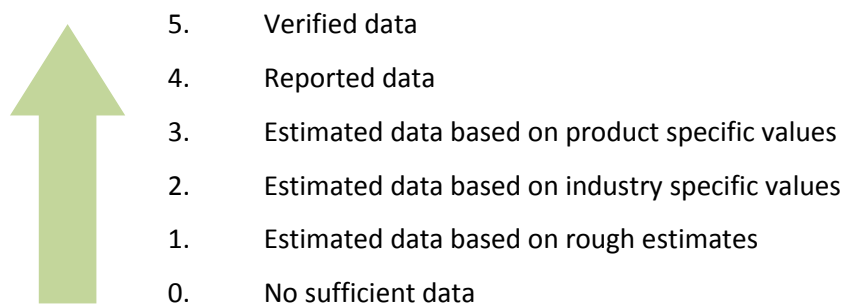 5. Verified data
4. Reported data
3. Estimated data based on product specific values
2. Estimated data based on industry specific values
1. Estimated data based on rough estimates
0. No sufficient data